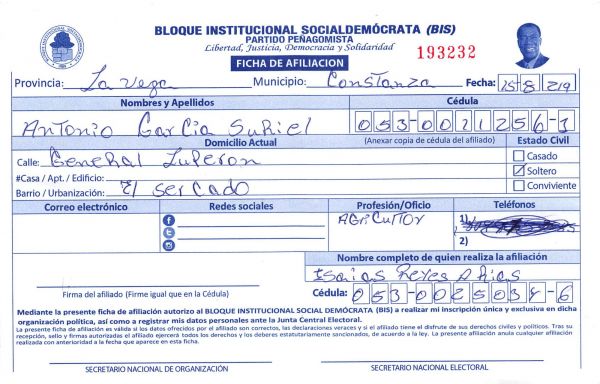 BLOQUE INSTITUCIONAL SOCIALDEMÓCRATA (BIS)
PARTIDO PEÑAGOMISTA
Libertad, Justicia, Democracia y Solidaridad
193232
FICHA DE AFILIACION
Provincia: La Vega Municipio: Constanza Fecha: 25 8 219
Nombres y Apellidos Cédula
Antonio Garcia Suriel 053-0021256-1
Domicilio Actual (Anexar copia de cédula del afiliado) Estado Civil
Calle: General Luperon Casado
#Casa / Apt. / Edificio: Soltero
Barrio / Urbanización: El Sercado Conviviente
Correo electrónico Redes sociales Profesión/Oficio Teléfonos
Agricultor 1)
2)
Nombre completo de quien realiza la afiliación
Isaias Reyes Arias
Firma del afiliado (Firme igual que en la Cédula) Cédula: 053-0025034-6
Mediante la presente ficha de afiliación autorizo al BLOQUE INSTITUCIONAL SOCIAL DEMÓCRATA (BIS) a realizar mi inscripción única y exclusiva en dicha
organización política, así como a registrar mis datos personales ante la Junta Central Electoral.
La presente ficha de afiliación es válida si los datos ofrecidos por el afiliado son correctos, las declaraciones veraces y si el afiliado tiene el disfrute de sus derechos civiles y políticos. Tras su
recepción, sello y firmas autorizadas el afiliado ejercerá todos los derechos y los deberes estatutariamente sancionados, de acuerdo a la ley. La presente afiliación anula cualquier afiliación
realizada con anterioridad a la fecha que aparece en esta ficha.
SECRETARIO NACIONAL DE ORGANIZACIÓN SECRETARIO NACIONAL ELECTORAL